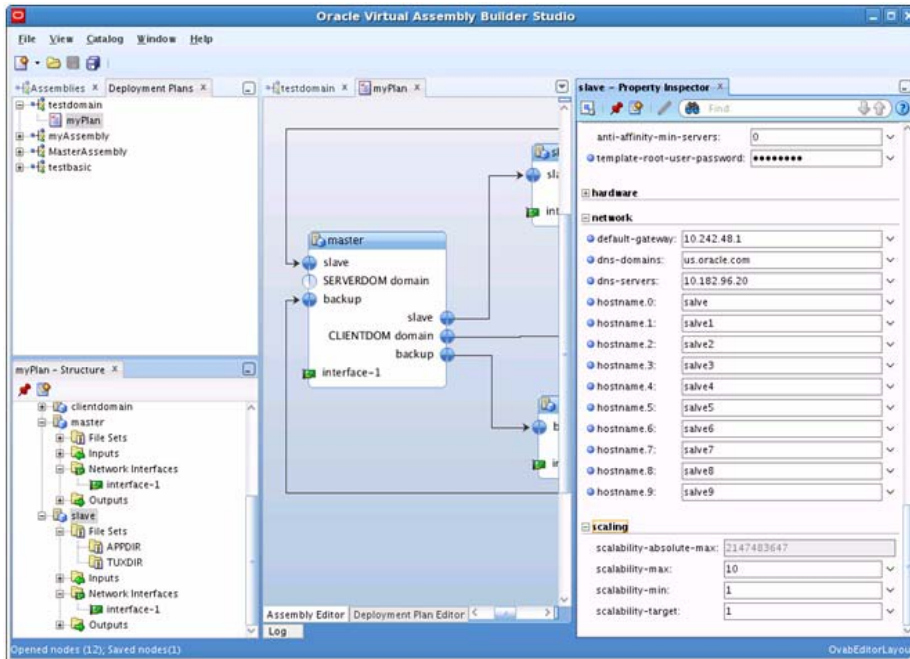 Oracle Virtual Assembly Builder Studio
File View Catalog Window Help
Assemblies x Deployment Plans x
testdomain
myPlan
myAssembly
MasterAssembly
testbasic
myPlan - Structure x
clientdomain
master
File Sets
Inputs
Network Interfaces
interface-1
Outputs
slave
File Sets
APPDIR
TUXDIR
Inputs
Network Interfaces
interface-1
Outputs
testdomain x myPlan x
master
slave
SERVERDOM domain
backup
slave
CLIENTDOM domain
backup
interface-1
sla
int
b
in
Assembly Editor Deployment Plan Editor
Log
slave - Property Inspector x
Find
anti-affinity-min-servers: 0
template-root-user-password: ••••••••
hardware
network
default-gateway: 10.242.48.1
dns-domains: us.oracle.com
dns-servers: 10.182.96.20
hostname.0: salve
hostname.1: salve1
hostname.2: salve2
hostname.3: salve3
hostname.4: salve4
hostname.5: salve5
hostname.6: salve6
hostname.7: salve7
hostname.8: salve8
hostname.9: salve9
scaling
scalability-absolute-max: 2147483647
scalability-max: 10
scalability-min: 1
scalability-target: 1
Opened nodes (12); Saved nodes(1) OvabEditorLayou